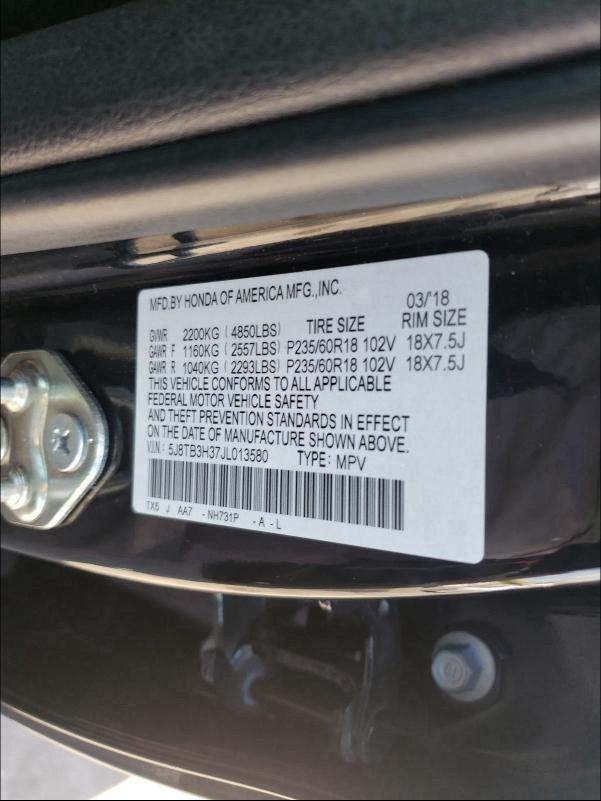 MFD.BY HONDA OF AMERICA MFG.,INC. 03/'18
GVWR 2200KG ( 4850LBS) TIRE SIZE RIM SIZE
GAWR F 1160KG ( 2557LBS) P235/60R18 102V 18X7.5J
GAWR R 1040KG ( 2293LBS) P235/60R18 102V 18X7.5J
THIS VEHICLE CONFORMS TO ALL APPLICABLE
FEDERAL MOTOR VEHICLE SAFETY
AND THEFT PREVENTION STANDARDS IN EFFECT
ON THE DATE OF MANUFACTURE SHOWN ABOVE.
V.I.N.: 5J8TB3H37JL013580 TYPE: MPV
TX5 J AA7 -NH731P - A - L